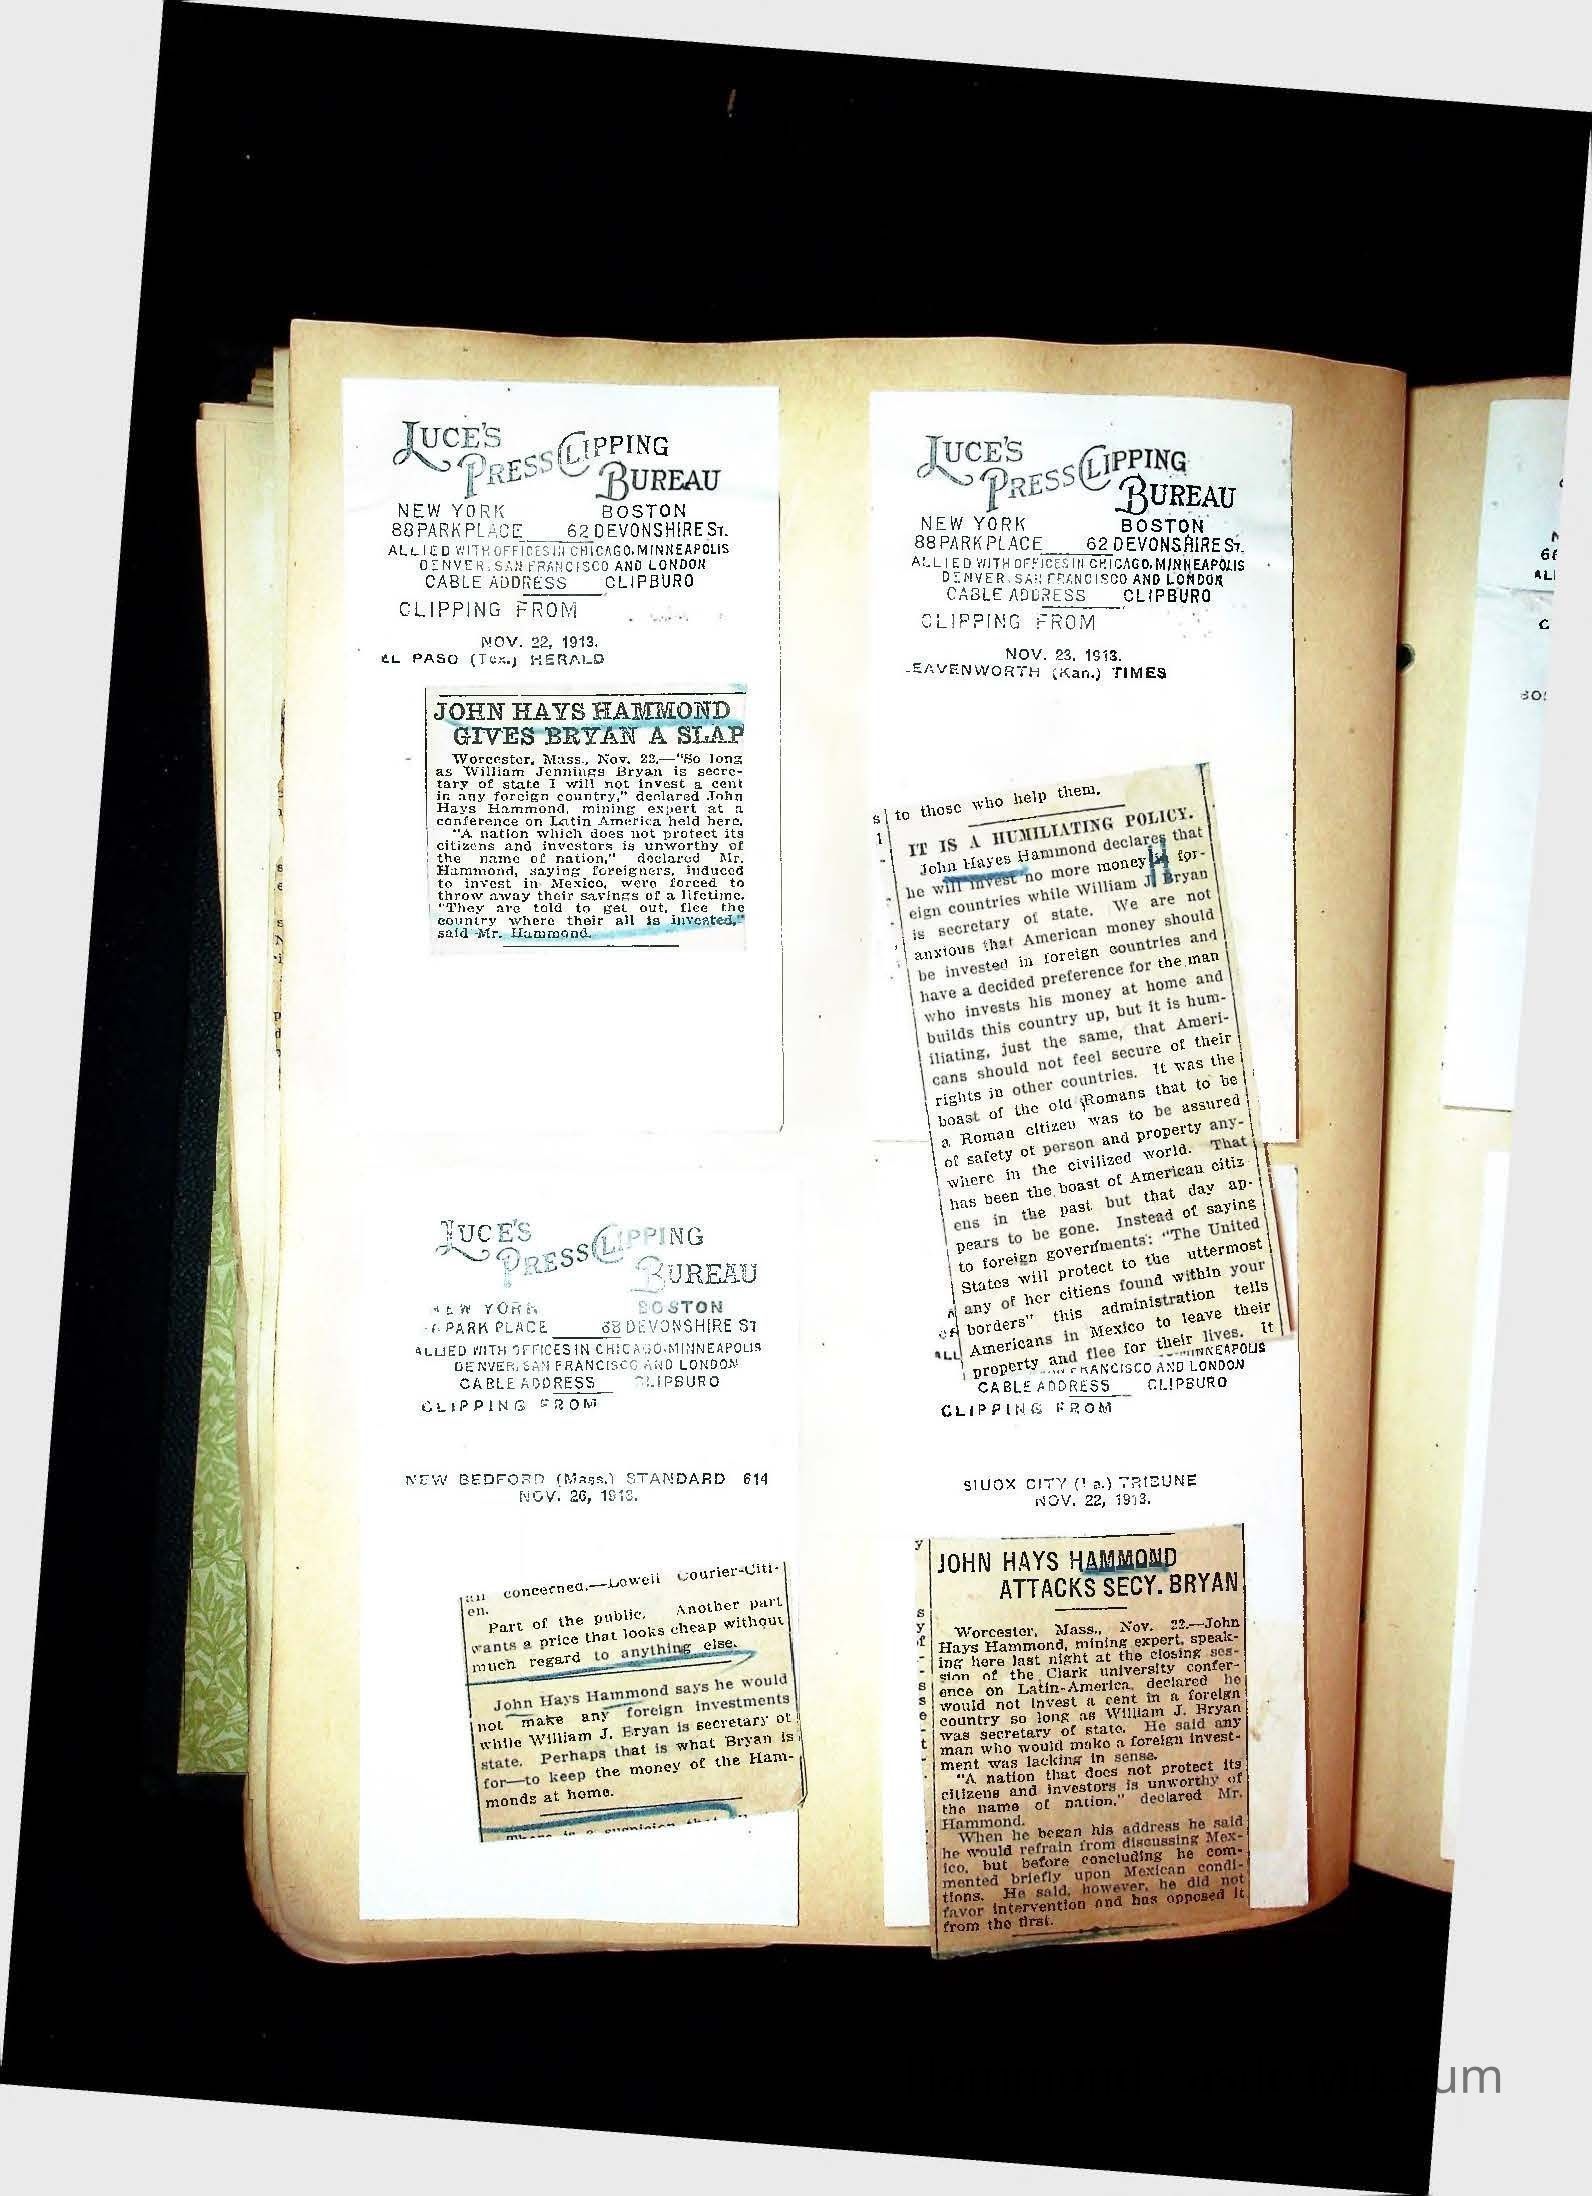 LUCE'S
PRESS CLIPPING
BUREAU
NEW YORK BOSTON
88 PARK PLACE 62 DEVONSHIRE ST.
ALLIED WITH OFFICES IN CHICAGO, MINNEAPOLIS
DENVER, SAN FRANCISCO AND LONDON
CABLE ADDRESS CLIPBURO
CLIPPING FROM
NOV. 22, 1913.
EL PASO (Tex.) HERALD
JOHN HAYS HAMMOND
GIVES BRYAN A SLAP
Worcester, Mass., Nov. 22.—"So long
as William Jennings Bryan is secre-
tary of state I will not invest a cent
in any foreign country," declared John
Hays Hammond, mining expert at a
conference on Latin America held here.
"A nation which does not protect its
citizens and investors is unworthy of
the name of nation," declared Mr.
Hammond, saying foreigners, induced
to invest in Mexico, were forced to
throw away their savings of a lifetime.
"They are told to get out, flee the
country where their all is invested,"
said Mr. Hammond.
LUCE'S
PRESS CLIPPING
BUREAU
NEW YORK BOSTON
88 PARK PLACE 62 DEVONSHIRE ST.
ALLIED WITH OFFICES IN CHICAGO, MINNEAPOLIS
DENVER, SAN FRANCISCO AND LONDON
CABLE ADDRESS CLIPBURO
CLIPPING FROM
NOV. 23, 1913.
LEAVENWORTH (Kan.) TIMES
to those who help them.
IT IS A HUMILIATING POLICY.
John Hayes Hammond declares that
he will invest no more money in for-
eign countries while William J. Bryan
is secretary of state. We are not
anxious that American money should
be invested in foreign countries and
have a decided preference for the man
who invests his money at home and
builds this country up, but it is hum-
iliating, just the same, that Ameri-
cans should not feel secure of their
rights in other countries. It was the
boast of the old Romans that to be
a Roman citizen was to be assured
of safety of person and property any-
where in the civilized world. That
has been the boast of American citiz
ens in the past but that day ap-
pears to be gone. Instead of saying
to foreign governments: "The United
States will protect to the uttermost
any of her citiens found within your
borders" this administration tells
Americans in Mexico to leave their
property and flee for their lives. It
LUCE'S
PRESS CLIPPING
BUREAU
NEW YORK BOSTON
PARK PLACE 68 DEVONSHIRE ST
ALLIED WITH OFFICES IN CHICAGO, MINNEAPOLIS
DENVER, SAN FRANCISCO AND LONDON
CABLE ADDRESS CLIPBURO
CLIPPING FROM
NEW BEDFORD (Mass.) STANDARD 614
NOV. 26, 1913.
concerned.—Lowell Courier-Citi-
en.
Part of the public. Another part
wants a price that looks cheap without
much regard to anything else.
John Hays Hammond says he would
not make any foreign investments
while William J. Bryan is secretary of
state. Perhaps that is what Bryan is
for—to keep the money of the Ham-
monds at home.
ALL MINNEAPOLIS
FRANCISCO AND LONDON
CABLE ADDRESS CLIPBURO
CLIPPING FROM
SIUOX CITY (Ia.) TRIBUNE
NOV. 22, 1913.
JOHN HAYS HAMMOND
ATTACKS SECY. BRYAN
Worcester, Mass., Nov. 22.—John
Hays Hammond, mining expert, speak-
ing here last night at the closing ses-
sion of the Clark university confer-
ence on Latin-America, declared he
would not invest a cent in a foreign
country so long as William J. Bryan
was secretary of state. He said any
man who would make a foreign invest-
ment was lacking in sense.
"A nation that does not protect its
citizens and investors is unworthy of
the name of nation," declared Mr.
Hammond.
When he began his address he said
he would refrain from discussing Mex-
ico, but before concluding he com-
mented briefly upon Mexican condi-
tions. He said, however, he did not
favor intervention and has opposed it
from the first.